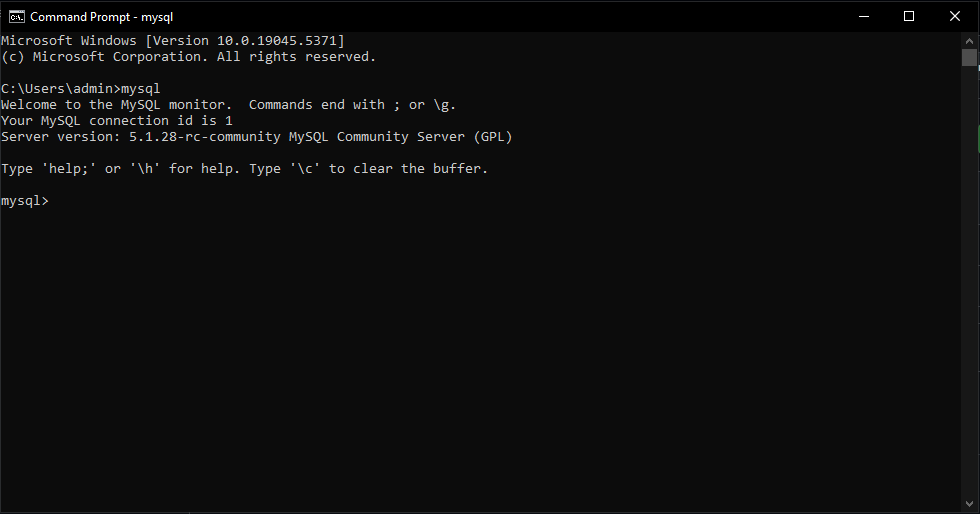 Command Prompt - mysql
Microsoft Windows [Version 10.0.19045.5371]
(c) Microsoft Corporation. All rights reserved.
C:\Users\admin>mysql
Welcome to the MySQL monitor.  Commands end with ; or \g.
Your MySQL connection id is 1
Server version: 5.1.28-rc-community MySQL Community Server (GPL)
Type 'help;' or '\h' for help. Type '\c' to clear the buffer.
mysql>